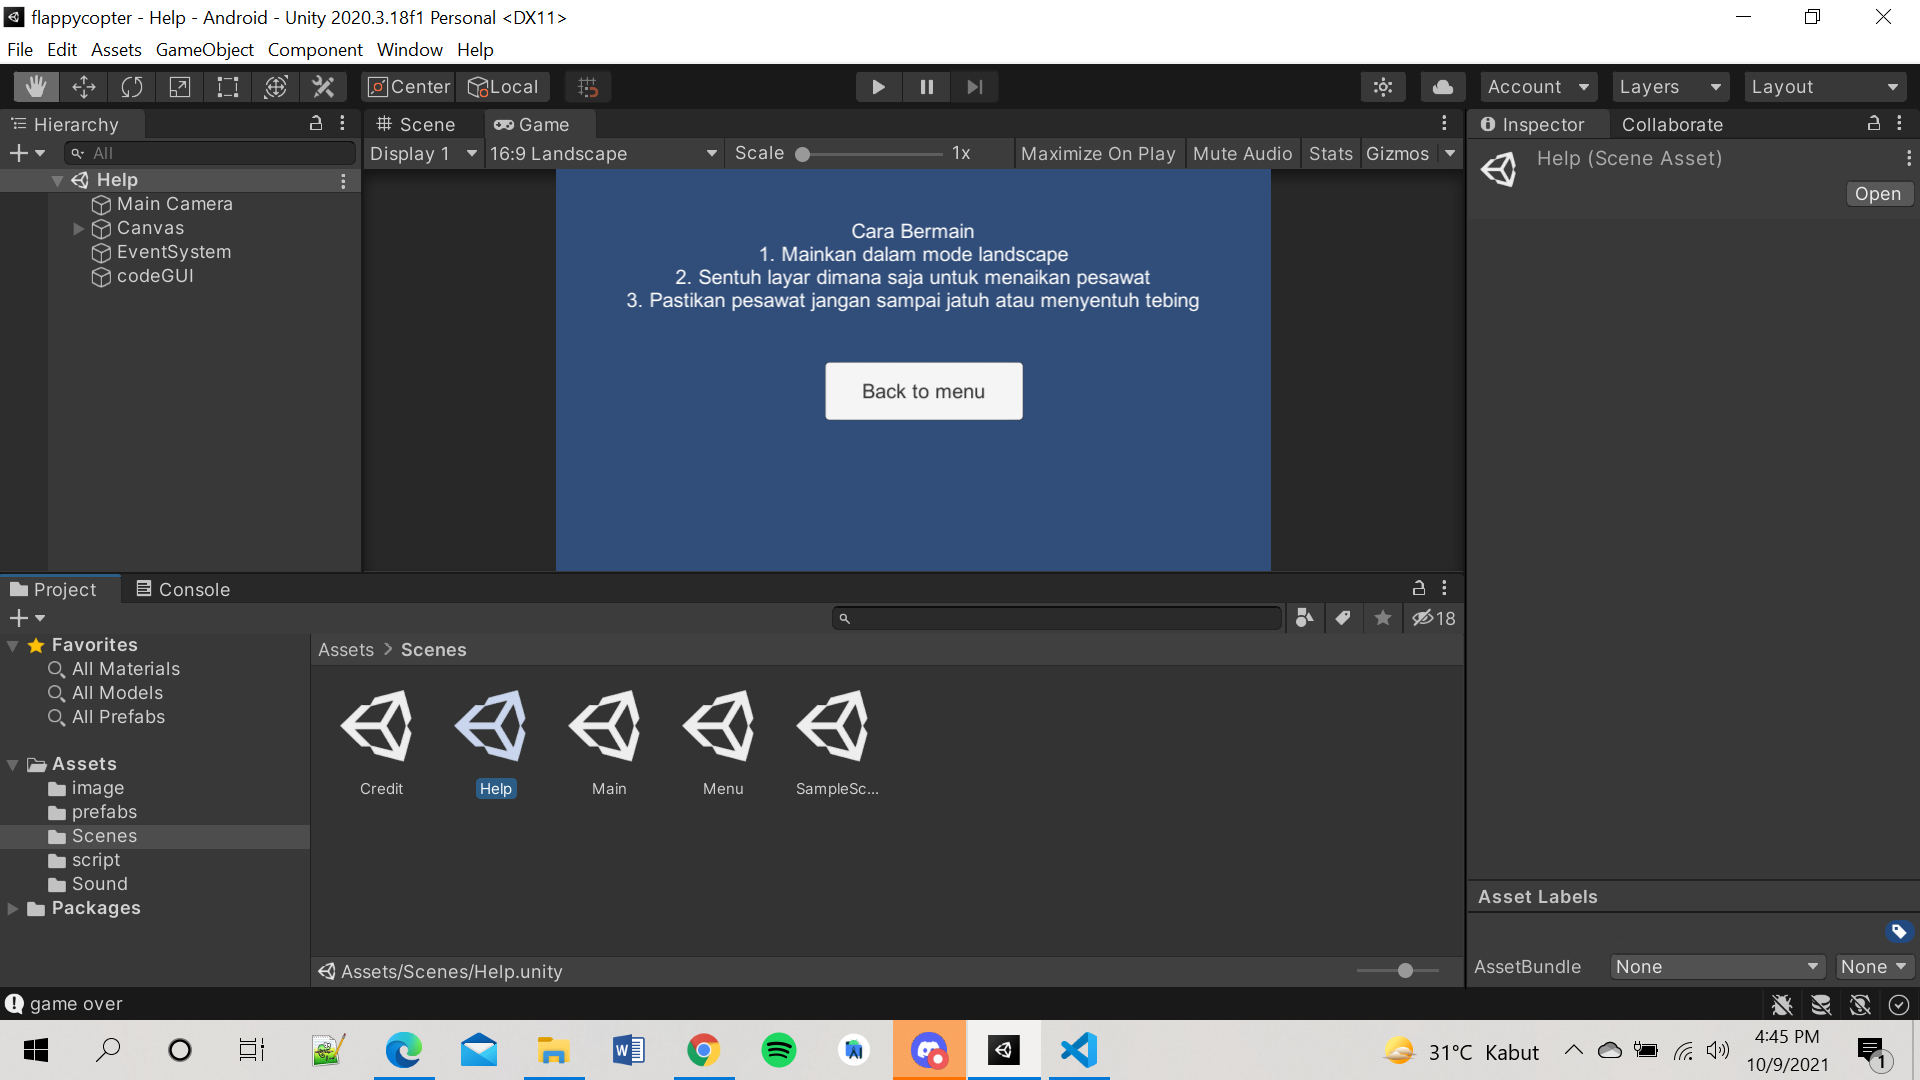 flappycopter - Help - Android - Unity 2020.3.18f1 Personal <DX11>
File Edit Assets GameObject Component Window Help
Center Local Account Layers Layout
Hierarchy
All
Help
Main Camera
Canvas
EventSystem
codeGUI
Scene Game
Display 1 16:9 Landscape Scale 1x Maximize On Play Mute Audio Stats Gizmos
Cara Bermain
1. Mainkan dalam mode landscape
2. Sentuh layar dimana saja untuk menaikan pesawat
3. Pastikan pesawat jangan sampai jatuh atau menyentuh tebing
Back to menu
Inspector Collaborate
Help (Scene Asset)
Open
Project Console
18
Favorites
All Materials
All Models
All Prefabs
Assets
image
prefabs
Scenes
script
Sound
Packages
Assets > Scenes
Credit Help Main Menu SampleSc...
Assets/Scenes/Help.unity
Asset Labels
AssetBundle None None
game over
31°C Kabut
4:45 PM
10/9/2021
1